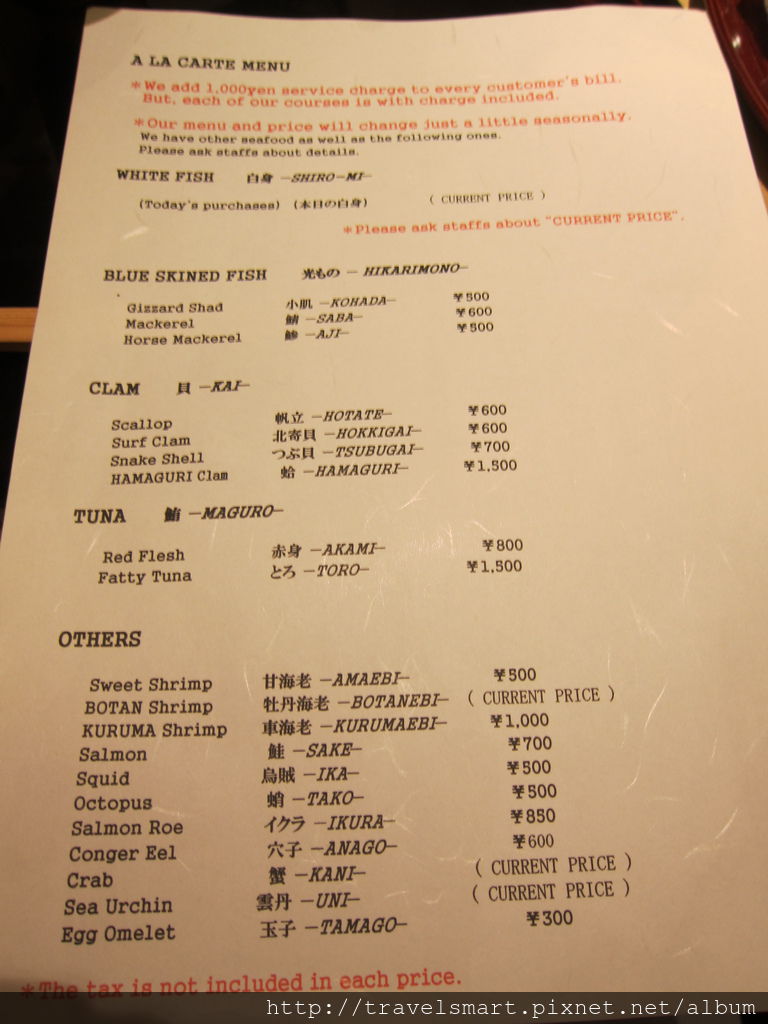 A LA CARTE MENU
*We add 1,000yen service charge to every customer's bill.
But, each of our courses is with charge included.
*Our menu and price will change just a little seasonally.
We have other seafood as well as the following ones.
Please ask staffs about details.
WHITE FISH 白身 —SHIRO-MI—
(Today's purchases) (本日の白身) ( CURRENT PRICE )
*Please ask staffs about "CURRENT PRICE".
BLUE SKINED FISH 光もの — HIKARIMONO—
Gizzard Shad 小肌 —KOHADA— ¥500
Mackerel 鯖 —SABA— ¥600
Horse Mackerel 鯵 —AJI— ¥500
CLAM 貝 —KAI—
Scallop 帆立 —HOTATE— ¥600
Surf Clam 北寄貝 —HOKKIGAI— ¥600
Snake Shell つぶ貝 —TSUBUGAI— ¥700
HAMAGURI Clam 蛤 —HAMAGURI— ¥1,500
TUNA 鮪 —MAGURO—
Red Flesh 赤身 —AKAMI— ¥800
Fatty Tuna とろ —TORO— ¥1,500
OTHERS
Sweet Shrimp 甘海老 —AMAEBI— ¥500
BOTAN Shrimp 牡丹海老 —BOTANEBI— ( CURRENT PRICE )
KURUMA Shrimp 車海老 —KURUMAEBI— ¥1,000
Salmon 鮭 —SAKE— ¥700
Squid 烏賊 —IKA— ¥500
Octopus 蛸 —TAKO— ¥500
Salmon Roe イクラ —IKURA— ¥850
Conger Eel 穴子 —ANAGO— ¥600
Crab 蟹 —KANI— ( CURRENT PRICE )
Sea Urchin 雲丹 —UNI— ( CURRENT PRICE )
Egg Omelet 玉子 —TAMAGO— ¥300
*The tax is not included in each price.
http://travelsmart.pixnet.net/album